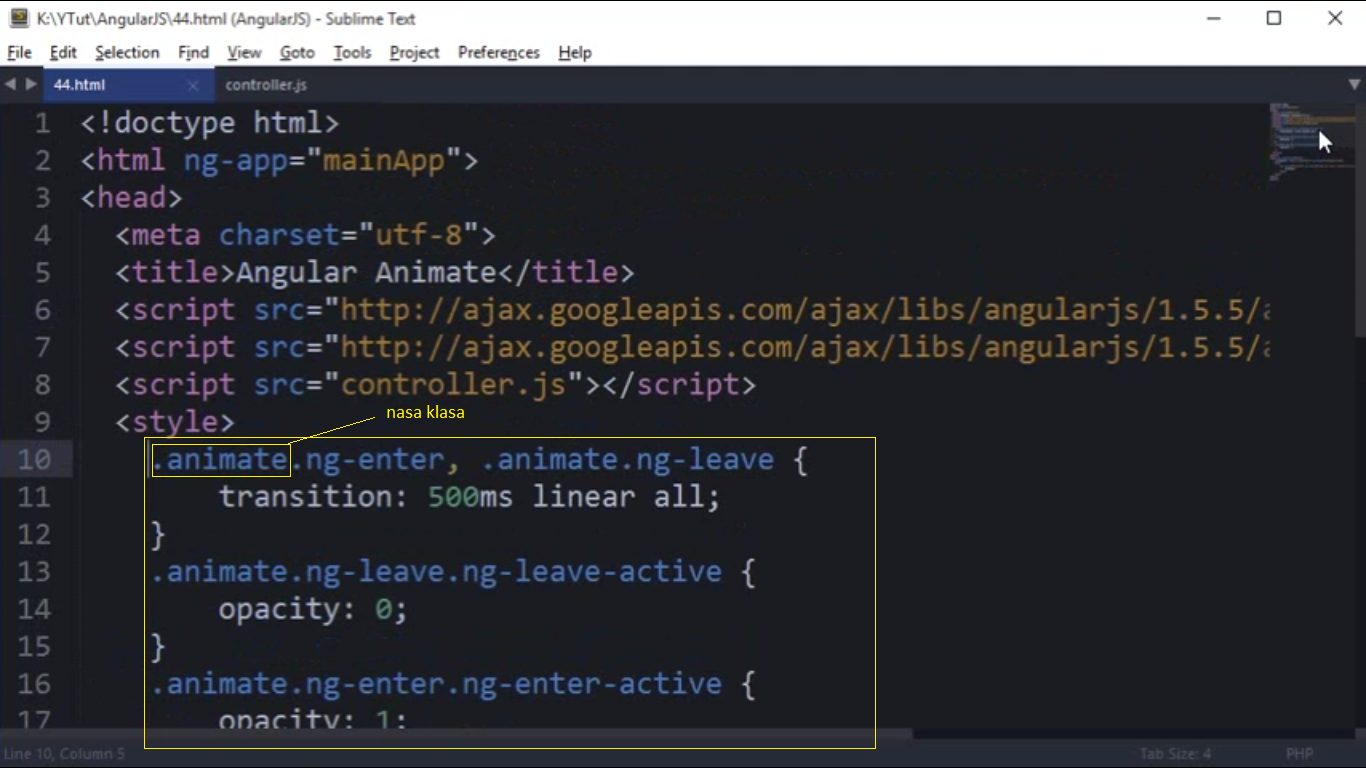 K:\YTut\AngularJS\44.html (AngularJS) - Sublime Text
File Edit Selection Find View Goto Tools Project Preferences Help
44.html controller.js
1 <!doctype html>
2 <html ng-app="mainApp">
3 <head>
4 <meta charset="utf-8">
5 <title>Angular Animate</title>
6 <script src="http://ajax.googleapis.com/ajax/libs/angularjs/1.5.5/
7 <script src="http://ajax.googleapis.com/ajax/libs/angularjs/1.5.5/
8 <script src="controller.js"></script>
9 <style>
nasa klasa
10 .animate.ng-enter, .animate.ng-leave {
11 transition: 500ms linear all;
12 }
13 .animate.ng-leave.ng-leave-active {
14 opacity: 0;
15 }
16 .animate.ng-enter.ng-enter-active {
17 opacity: 1;
Line 10, Column 5 Tab Size: 4 PHP